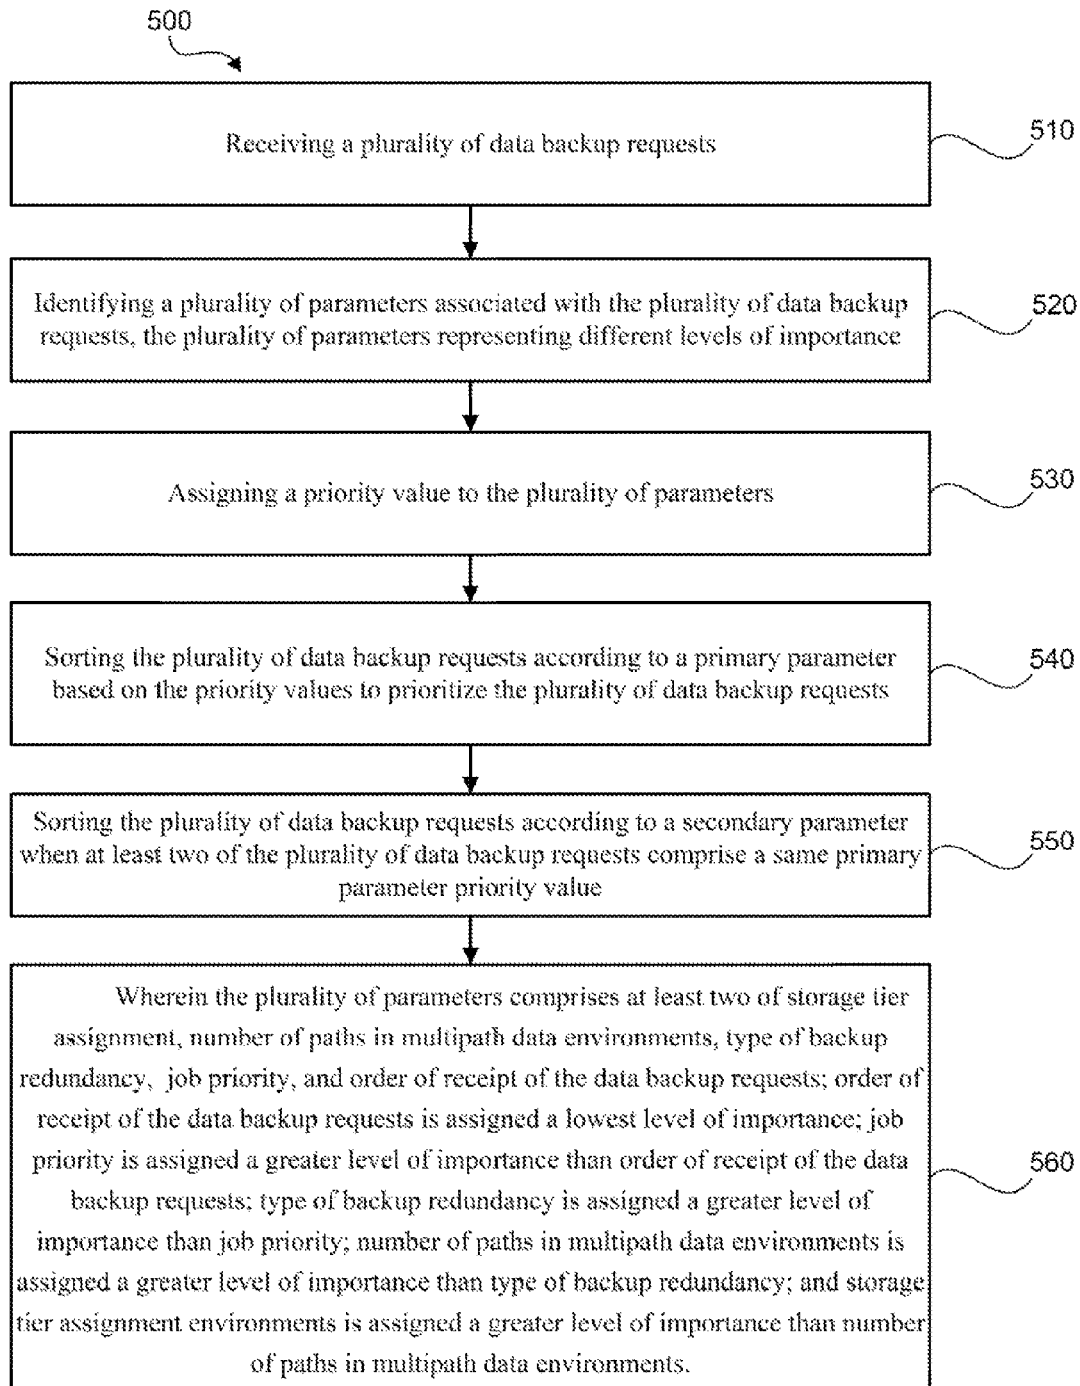 500
Receiving a plurality of data backup requests
510
Identifying a plurality of parameters associated with the plurality of data backup
requests, the plurality of parameters representing different levels of importance
520
Assigning a priority value to the plurality of parameters
530
Sorting the plurality of data backup requests according to a primary parameter
based on the priority values to prioritize the plurality of data backup requests
540
Sorting the plurality of data backup requests according to a secondary parameter
when at least two of the plurality of data backup requests comprise a same primary
parameter priority value
550
Wherein the plurality of parameters comprises at least two of storage tier
assignment, number of paths in multipath data environments, type of backup
redundancy, job priority, and order of receipt of the data backup requests; order of
receipt of the data backup requests is assigned a lowest level of importance; job
priority is assigned a greater level of importance than order of receipt of the data
backup requests; type of backup redundancy is assigned a greater level of
importance than job priority; number of paths in multipath data environments is
assigned a greater level of importance than type of backup redundancy; and storage
tier assignment environments is assigned a greater level of importance than number
of paths in multipath data environments.
560